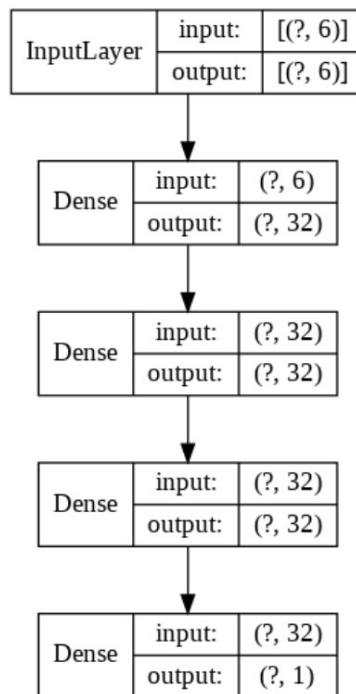 InputLayer
input: [(?, 6)]
output: [(?, 6)]
Dense
input: (?, 6)
output: (?, 32)
Dense
input: (?, 32)
output: (?, 32)
Dense
input: (?, 32)
output: (?, 32)
Dense
input: (?, 32)
output: (?, 1)